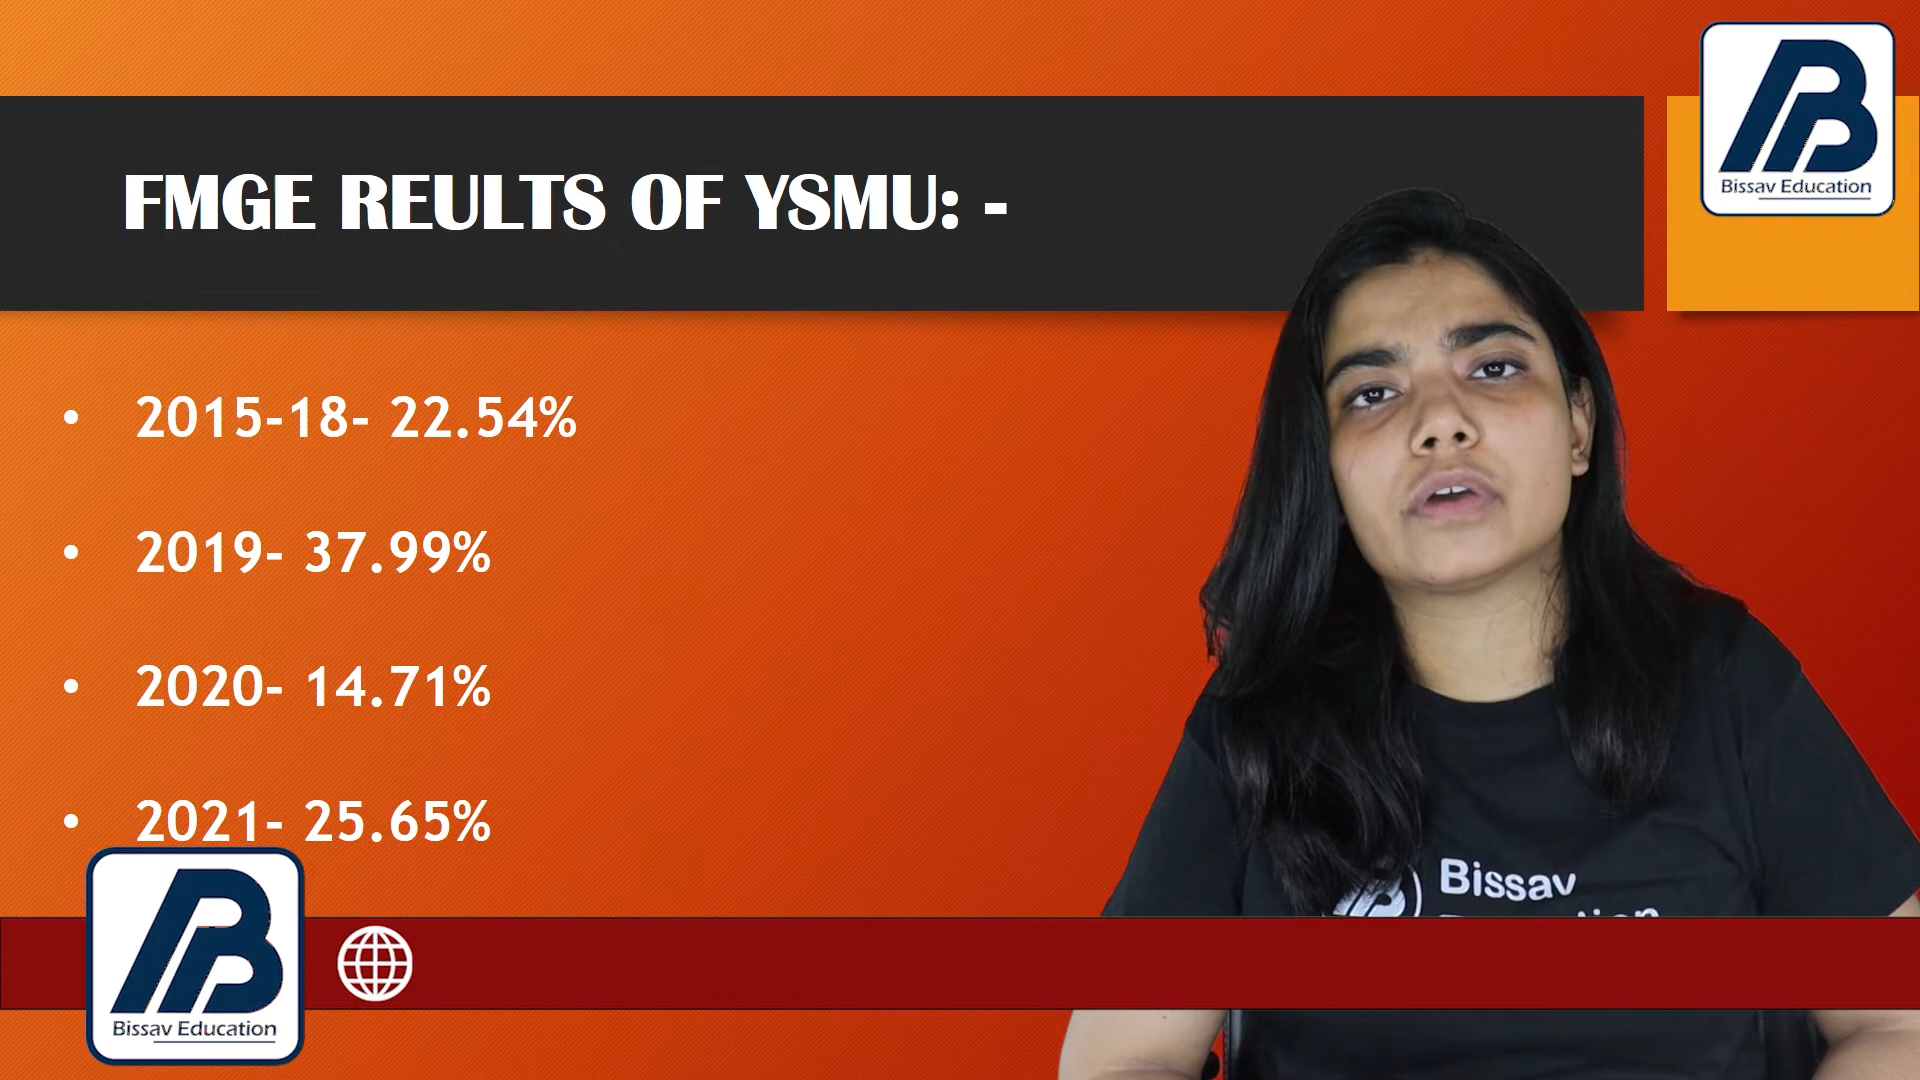 Bissav Education
FMGE REULTS OF YSMU: -
• 2015-18- 22.54%
• 2019- 37.99%
• 2020- 14.71%
• 2021- 25.65%
Bissav
Bissav Education